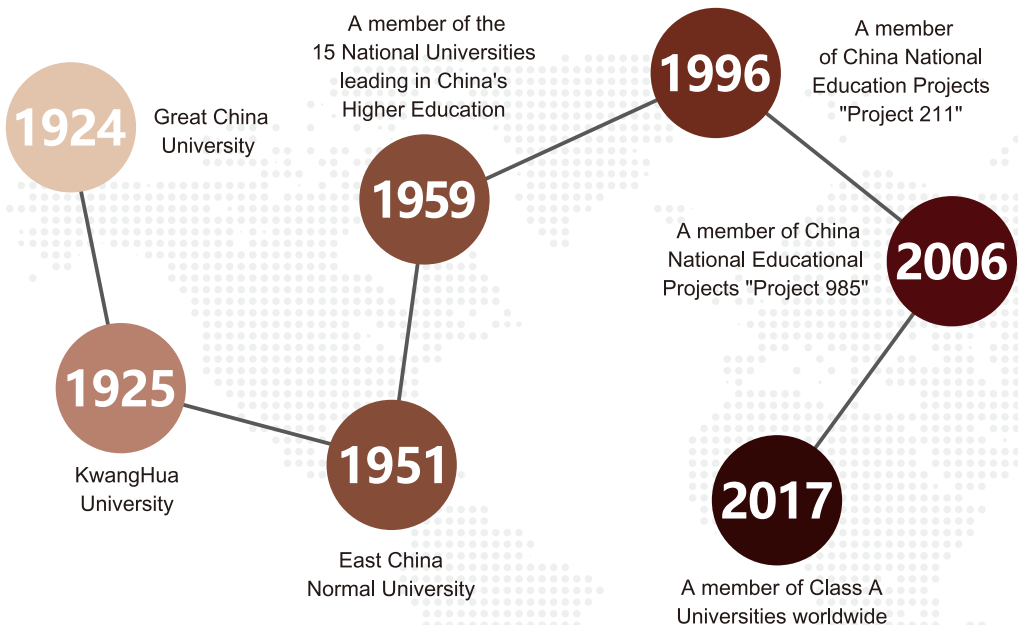 1924
Great China
University
1925
KwangHua
University
1951
East China
Normal University
A member of the
15 National Universities
leading in China's
Higher Education
1959
1996
A member
of China National
Education Projects
"Project 211"
2006
A member of China
National Educational
Projects "Project 985"
2017
A member of Class A
Universities worldwide